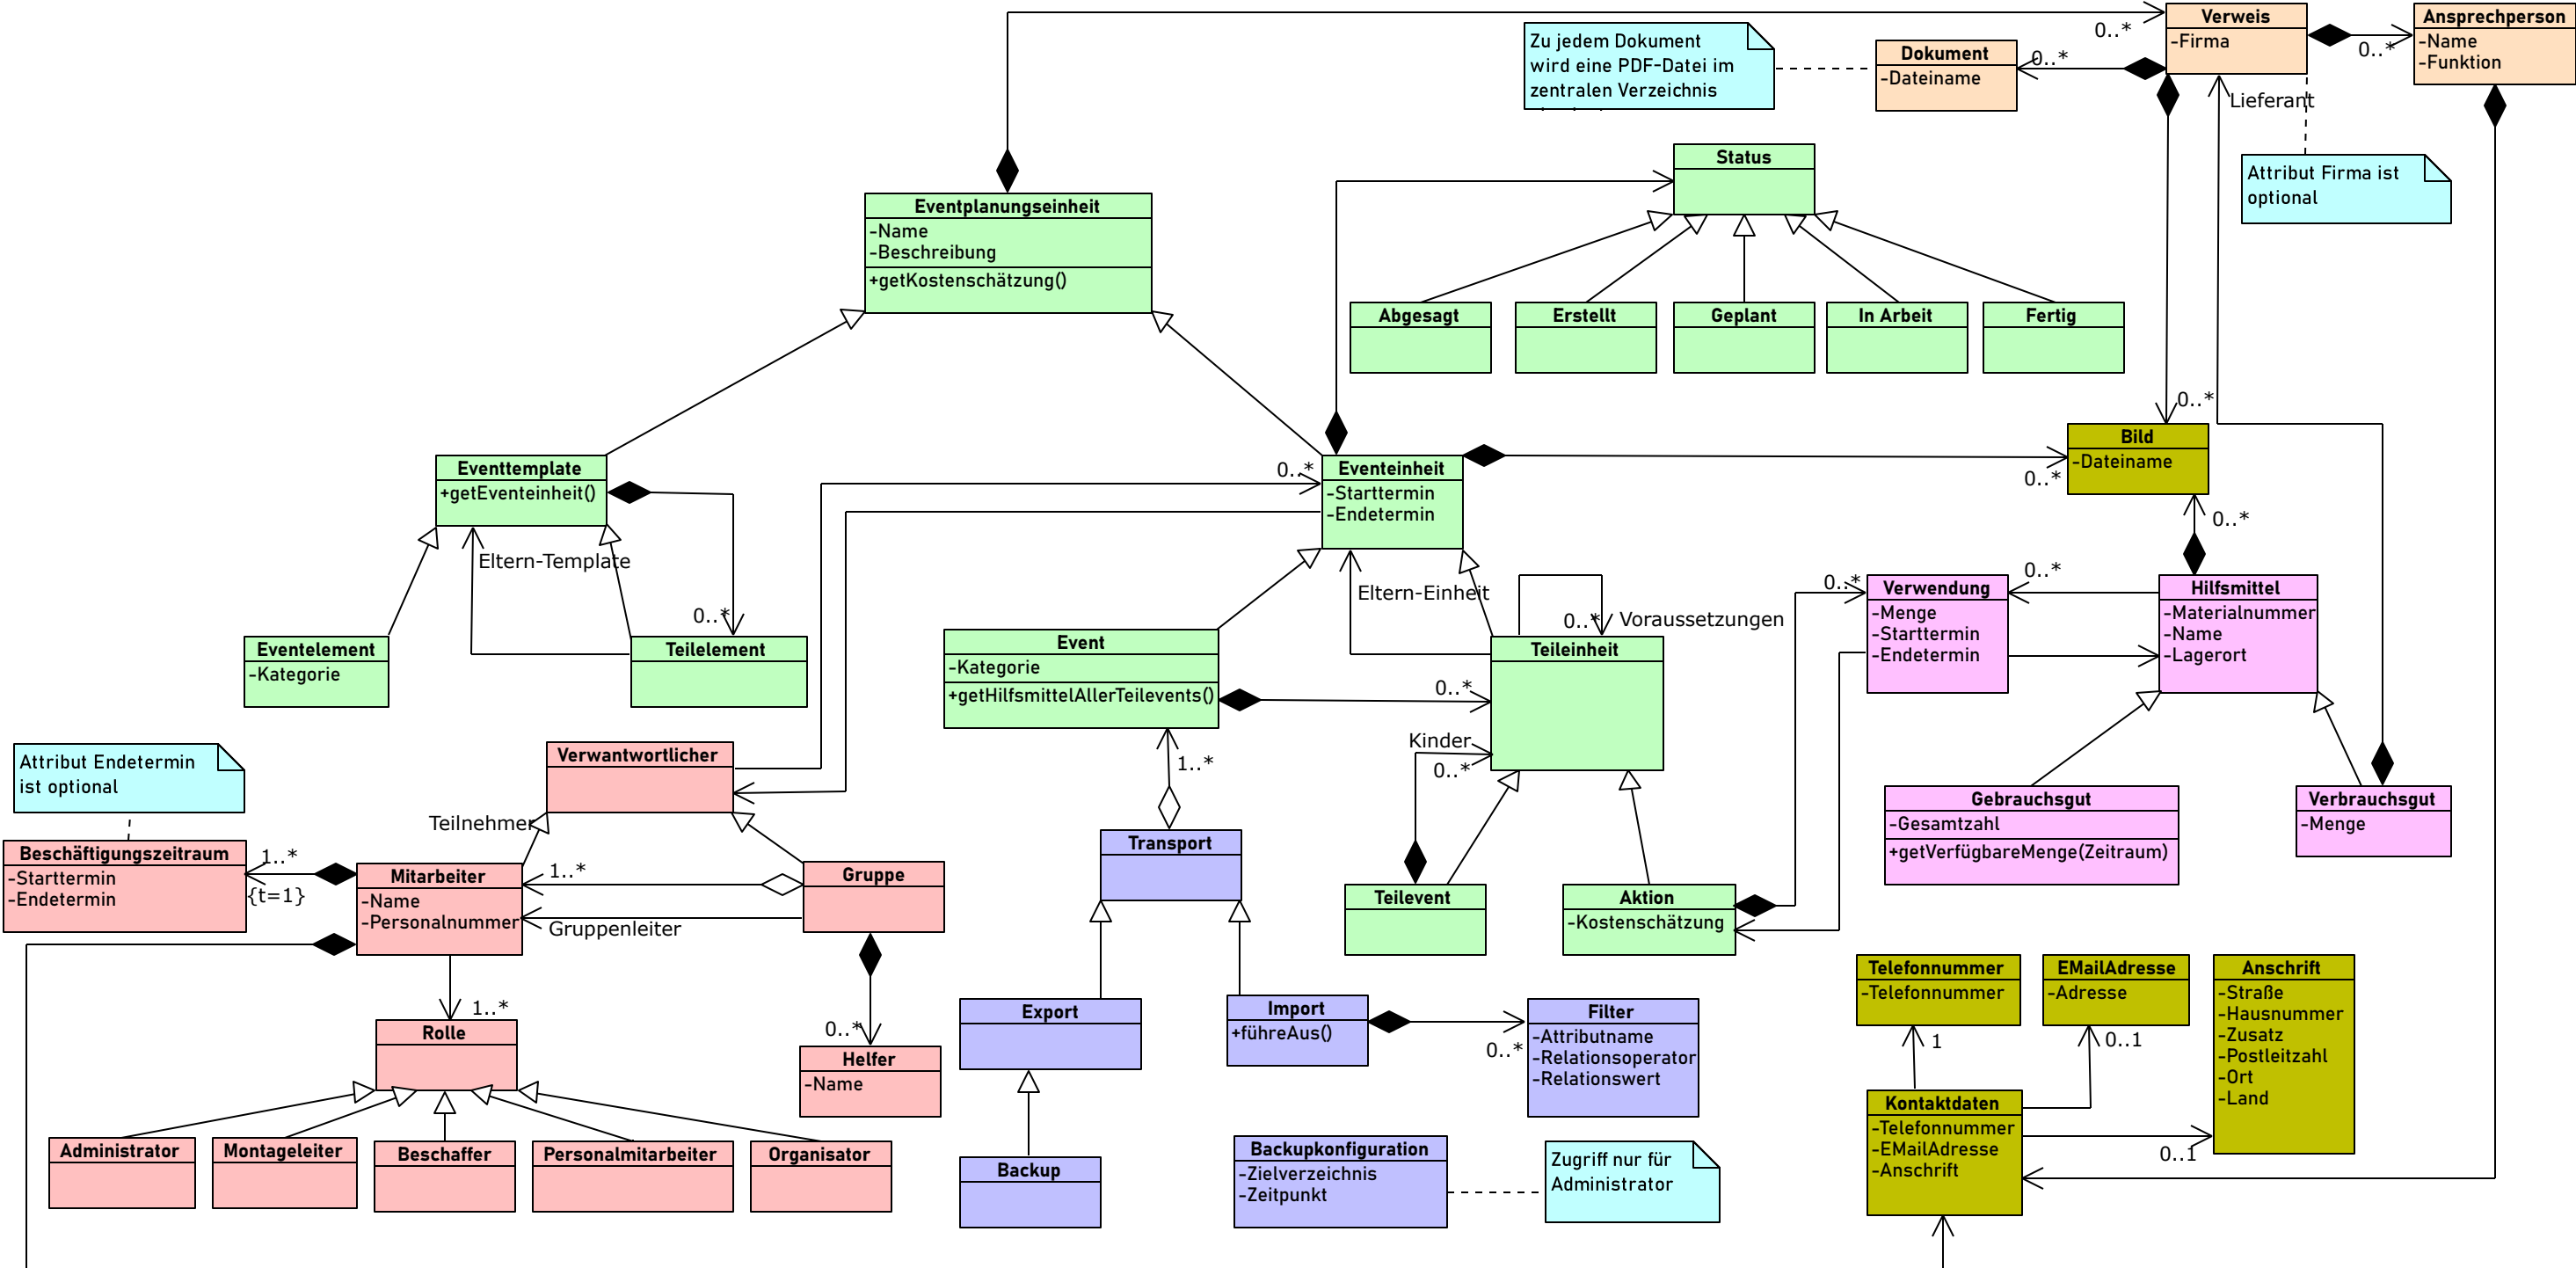 0..*
Verweis
-Firma
0..*
Ansprechperson
-Name
-Funktion
Zu jedem Dokument
wird eine PDF-Datei im
zentralen Verzeichnis
Dokument
-Dateiname
0..*
Lieferant
Attribut Firma ist
optional
Status
Eventplanungseinheit
-Name
-Beschreibung
+getKostenschätzung()
Abgesagt
Erstellt
Geplant
In Arbeit
Fertig
0..*
Bild
-Dateiname
0..*
0..*
Eventtemplate
+getEventeinheit()
0..*
Eventeinheit
-Starttermin
-Endetermin
Eltern-Template
0..*
Eltern-Einheit
0..*
Voraussetzungen
0..*
Verwendung
-Menge
-Starttermin
-Endetermin
0..*
Hilfsmittel
-Materialnummer
-Name
-Lagerort
Eventelement
-Kategorie
Teilelement
Event
-Kategorie
+getHilfsmittelAllerTeilevents()
0..*
Teileinheit
Kinder
0..*
1..*
Attribut Endetermin
ist optional
Verwantwortlicher
Teilnehmer
Gebrauchsgut
-Gesamtzahl
+getVerfügbareMenge(Zeitraum)
Verbrauchsgut
-Menge
Beschäftigungszeitraum
-Starttermin
-Endetermin
1..*
{t=1}
Mitarbeiter
-Name
-Personalnummer
1..*
Gruppenleiter
Gruppe
Transport
Teilevent
Aktion
-Kostenschätzung
1..*
Rolle
0..*
Helfer
-Name
Export
Import
+führeAus()
0..*
Filter
-Attributname
-Relationsoperator
-Relationswert
Telefonnummer
-Telefonnummer
EMailAdresse
-Adresse
Anschrift
-Straße
-Hausnummer
-Zusatz
-Postleitzahl
-Ort
-Land
1
0..1
0..1
Kontaktdaten
-Telefonnummer
-EMailAdresse
-Anschrift
Administrator
Montageleiter
Beschaffer
Personalmitarbeiter
Organisator
Backup
Backupkonfiguration
-Zielverzeichnis
-Zeitpunkt
Zugriff nur für
Administrator